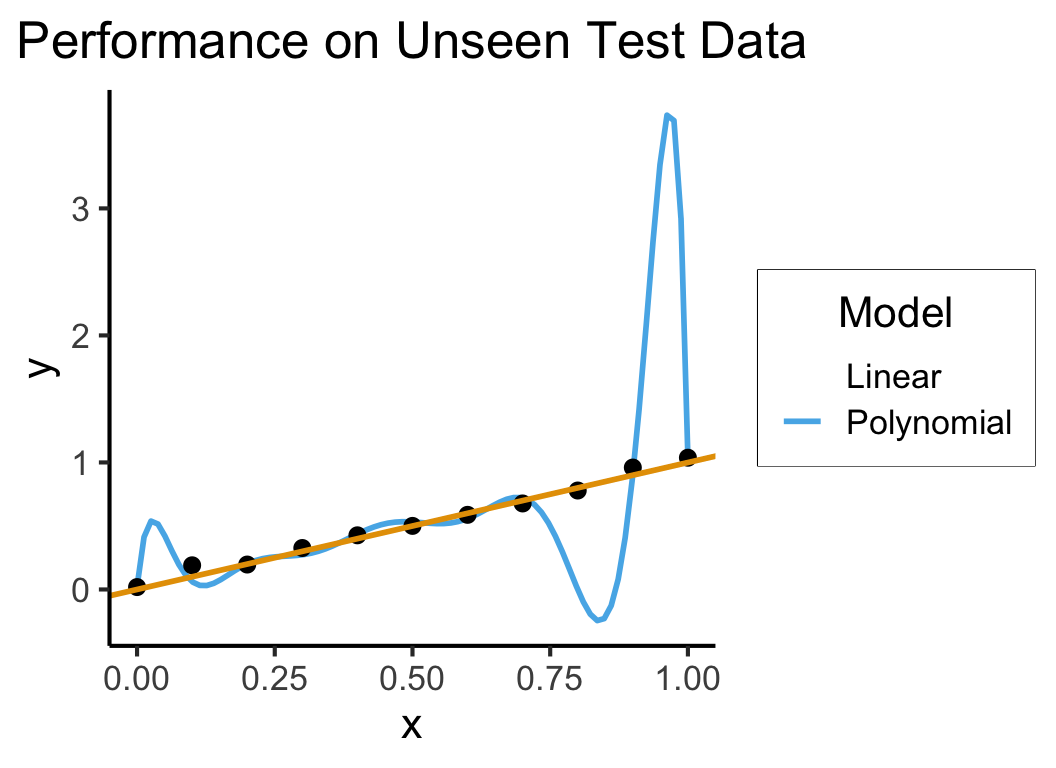 Performance on Unseen Test Data
3
2
1
0
y
0.00 0.25 0.50 0.75 1.00
x
Model
Linear
Polynomial